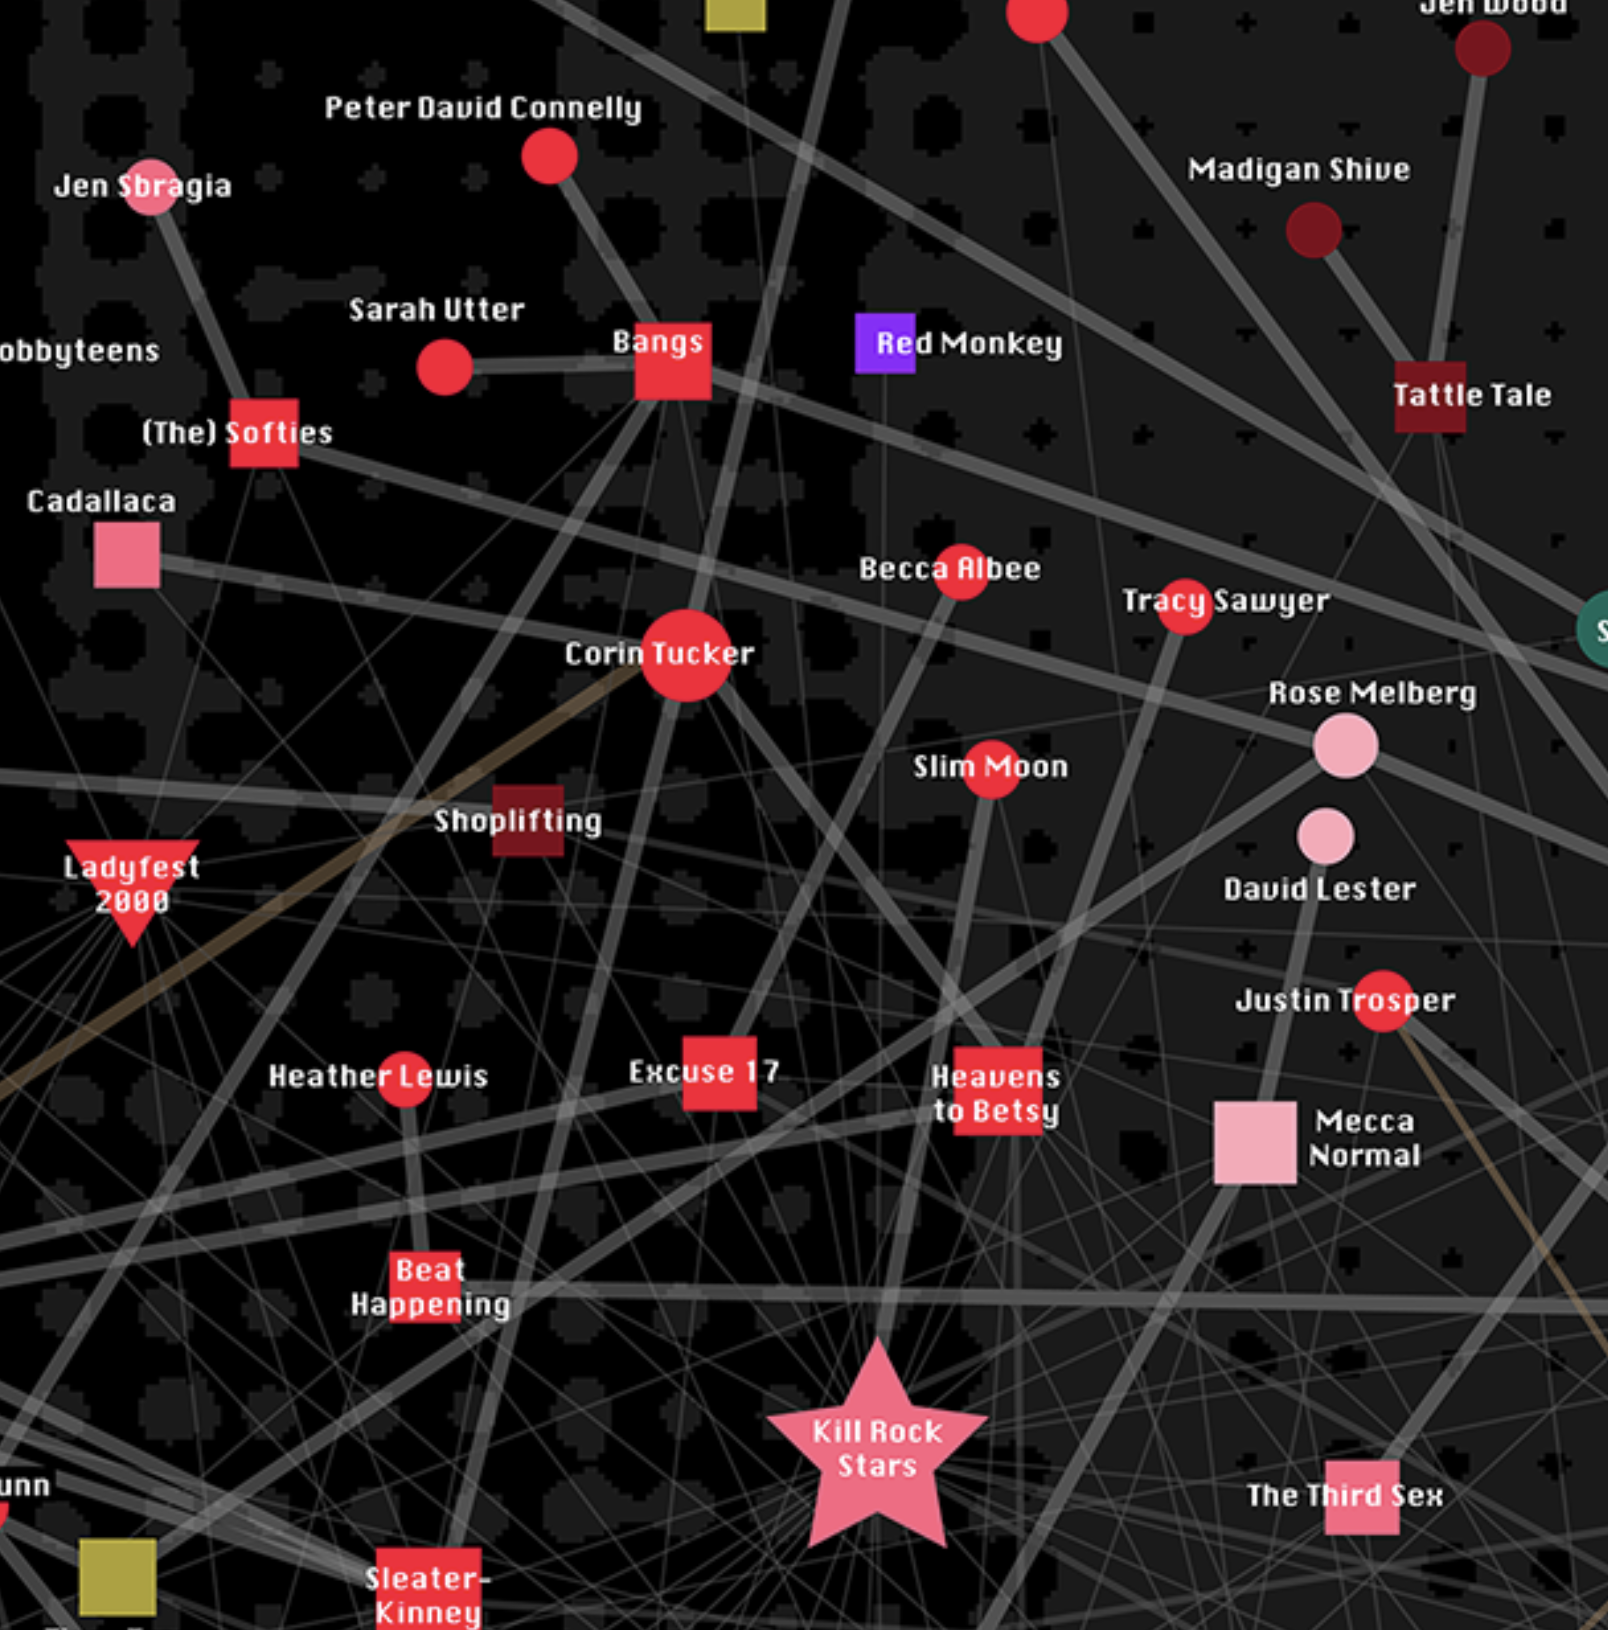 Jen Wood
Peter David Connelly
Madigan Shive
Jen Sbragia
Sarah Utter
Bangs
Red Monkey
obbyteens
Tattle Tale
(The) Softies
Cadallaca
Becca Albee
Tracy Sawyer
Corin Tucker
S
Rose Melberg
Slim Moon
Shoplifting
Ladyfest
2000
David Lester
Justin Trosper
Heather Lewis
Excuse 17
Heavens
to Betsy
Mecca
Normal
Beat
Happening
Kill Rock
Stars
unn
The Third Sex
Sleater-
Kinney